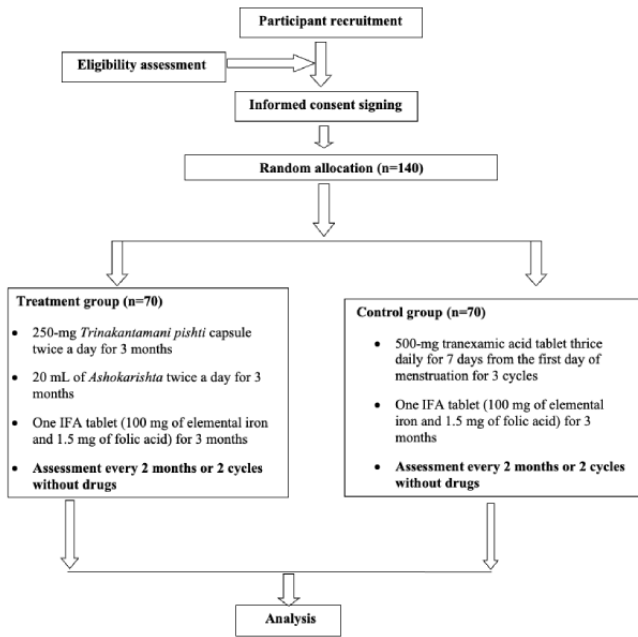 Participant recruitment
Eligibility assessment
Informed consent signing
Random allocation (n=140)
Treatment group (n=70)
• 250-mg Trinakantamani pishti capsule
twice a day for 3 months
• 20 mL of Ashokarishta twice a day for 3
months
• One IFA tablet (100 mg of elemental iron
and 1.5 mg of folic acid) for 3 months
• Assessment every 2 months or 2 cycles
without drugs
Control group (n=70)
• 500-mg tranexamic acid tablet thrice
daily for 7 days from the first day of
menstruation for 3 cycles
• One IFA tablet (100 mg of elemental
iron and 1.5 mg of folic acid) for 3
months
• Assessment every 2 months or 2 cycles
without drugs
Analysis